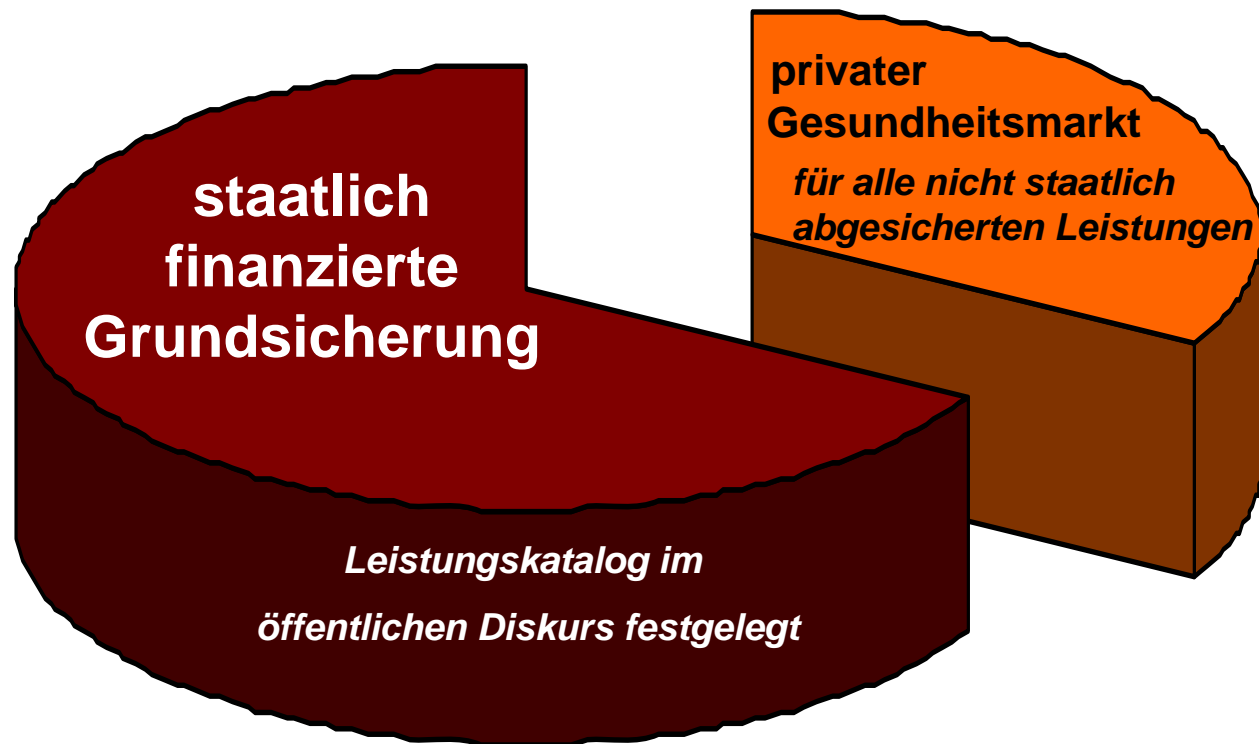 privater
Gesundheitsmarkt
für alle nicht staatlich
abgesicherten Leistungen
staatlich
finanzierte
Grundsicherung
Leistungskatalog im
öffentlichen Diskurs festgelegt